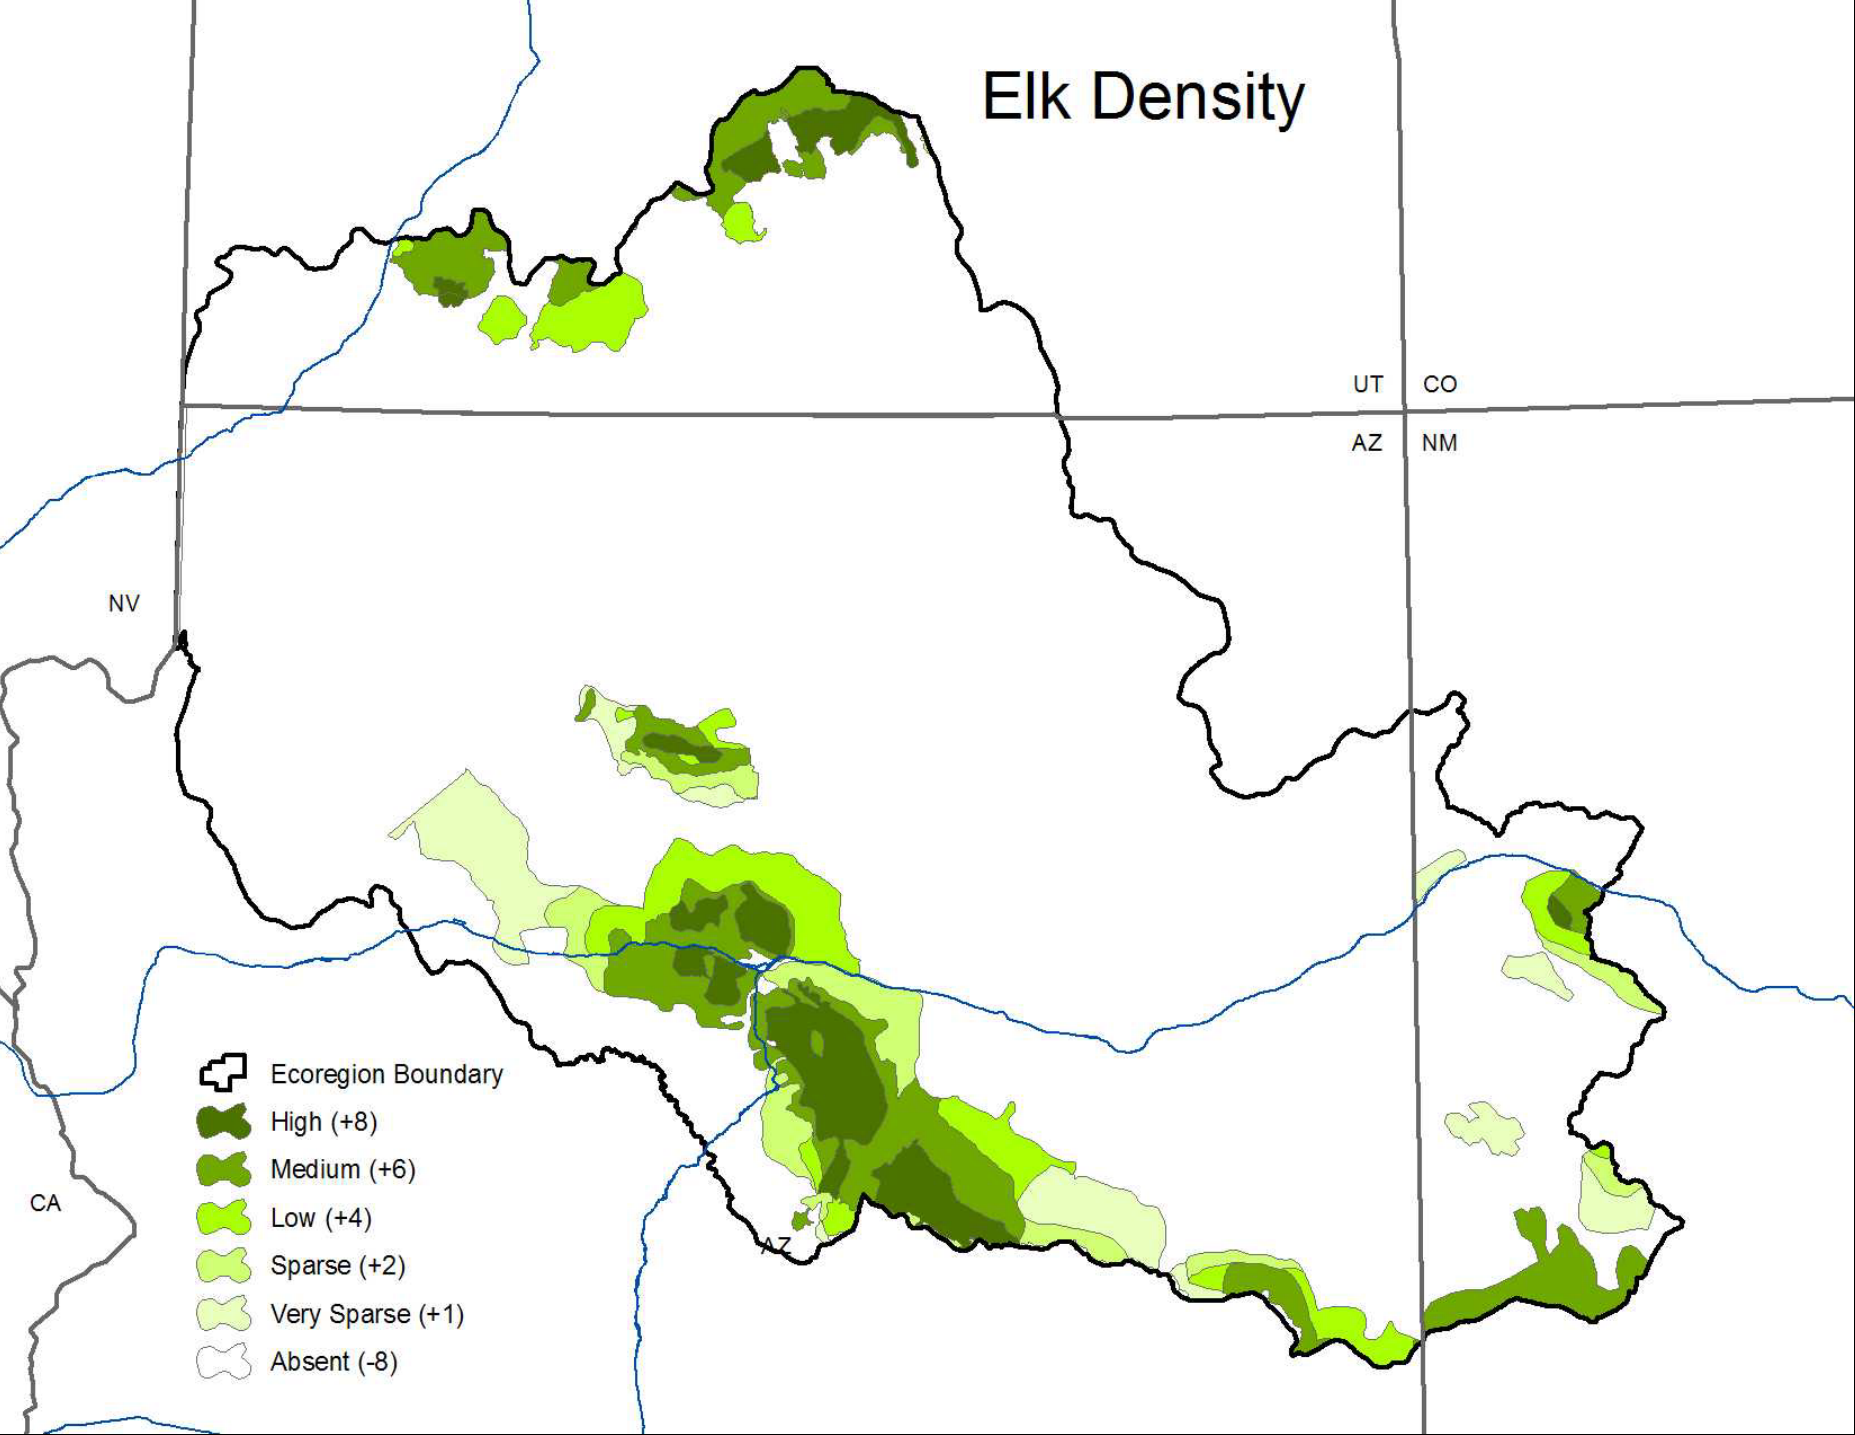 Elk Density
UT
CO
AZ
NM
NV
Ecoregion Boundary
High (+8)
Medium (+6)
Low (+4)
CA
AZ
Sparse (+2)
Very Sparse (+1)
Absent (-8)